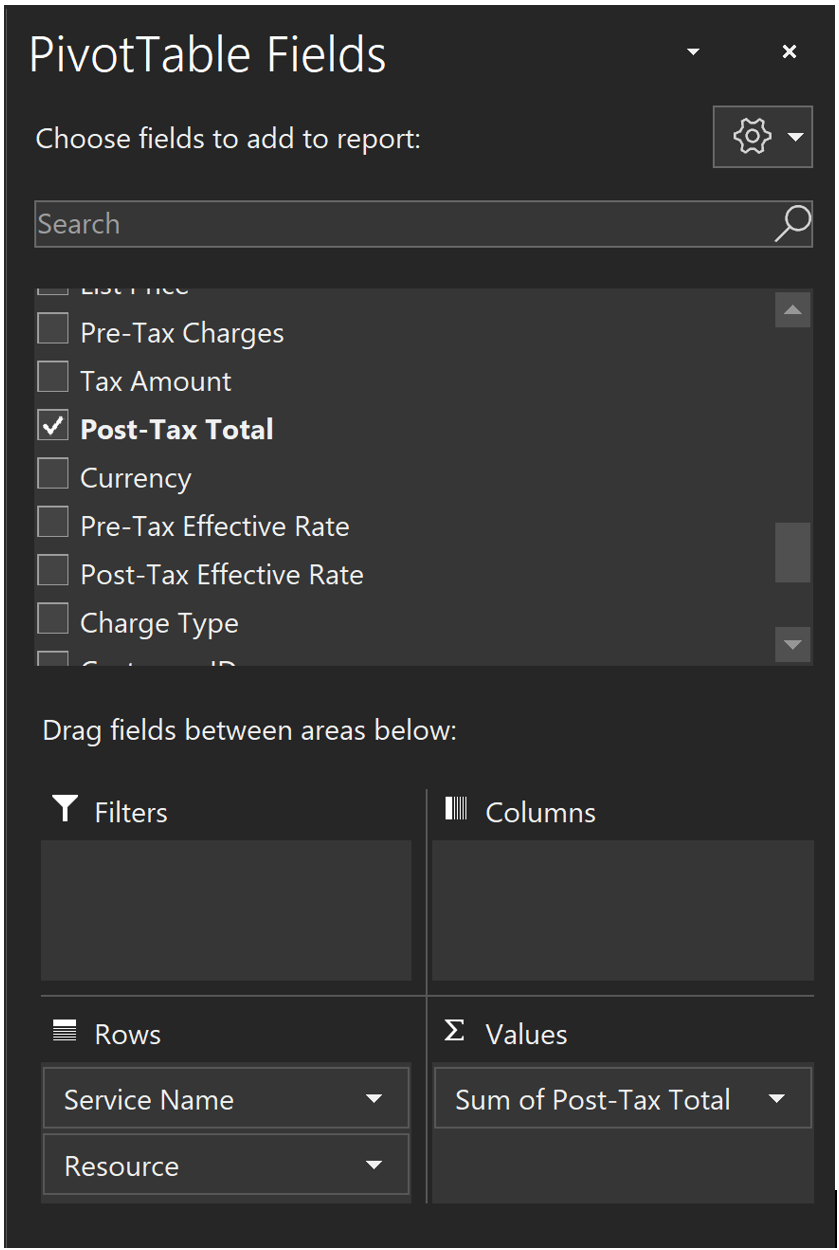 PivotTable Fields
Choose fields to add to report:
Search
List Price
Pre-Tax Charges
Tax Amount
Post-Tax Total
Currency
Pre-Tax Effective Rate
Post-Tax Effective Rate
Charge Type
Drag fields between areas below:
Filters
Columns
Rows
Values
Service Name
Sum of Post-Tax Total
Resource